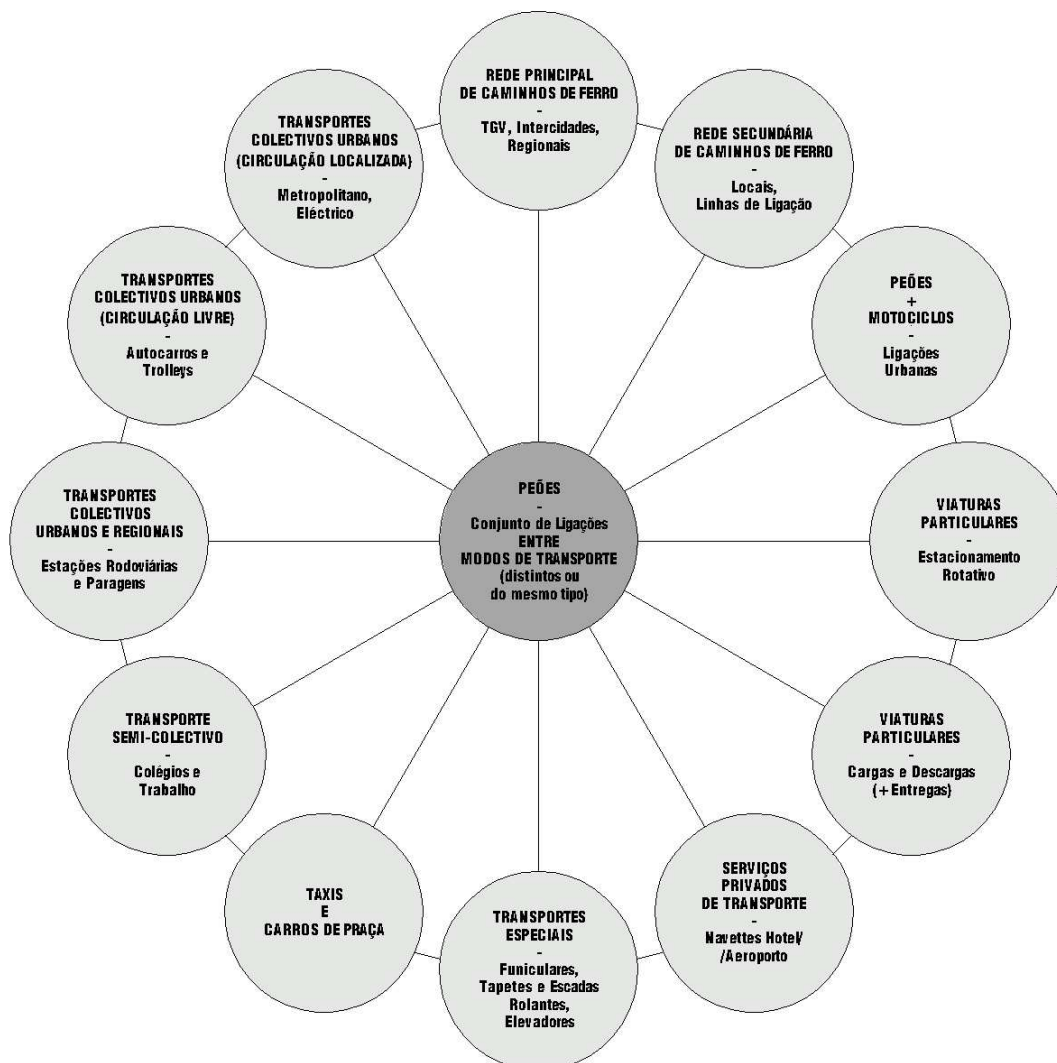 REDE PRINCIPAL
DE CAMINHOS DE FERRO
-
TGV, Intercidades,
Regionais
REDE SECUNDÁRIA
DE CAMINHOS DE FERRO
-
Locais,
Linhas de Ligação
PEÕES
+
MOTOCICLOS
-
Ligações
Urbanas
VIATURAS
PARTICULARES
-
Estacionamento
Rotativo
VIATURAS
PARTICULARES
-
Cargas e Descargas
(+Entregas)
SERVIÇOS
PRIVADOS
DE TRANSPORTE
-
Navettes Hotel/
/Aeroporto
TRANSPORTES
ESPECIAIS
-
Funiculares,
Tapetes e Escadas
Rolantes,
Elevadores
TAXIS
E
CARROS DE PRAÇA
TRANSPORTE
SEMI-COLECTIVO
-
Colégios e
Trabalho
TRANSPORTES
COLECTIVOS
URBANOS E REGIONAIS
-
Estações Rodoviárias
e Paragens
TRANSPORTES
COLECTIVOS URBANOS
(CIRCULAÇÃO LIVRE)
-
Autocarros e
Trolleys
TRANSPORTES
COLECTIVOS URBANOS
(CIRCULAÇÃO LOCALIZADA)
-
Metropolitano,
Eléctrico
PEÕES
-
Conjunto de Ligações
ENTRE
MODOS DE TRANSPORTE
(distintos ou
do mesmo tipo)